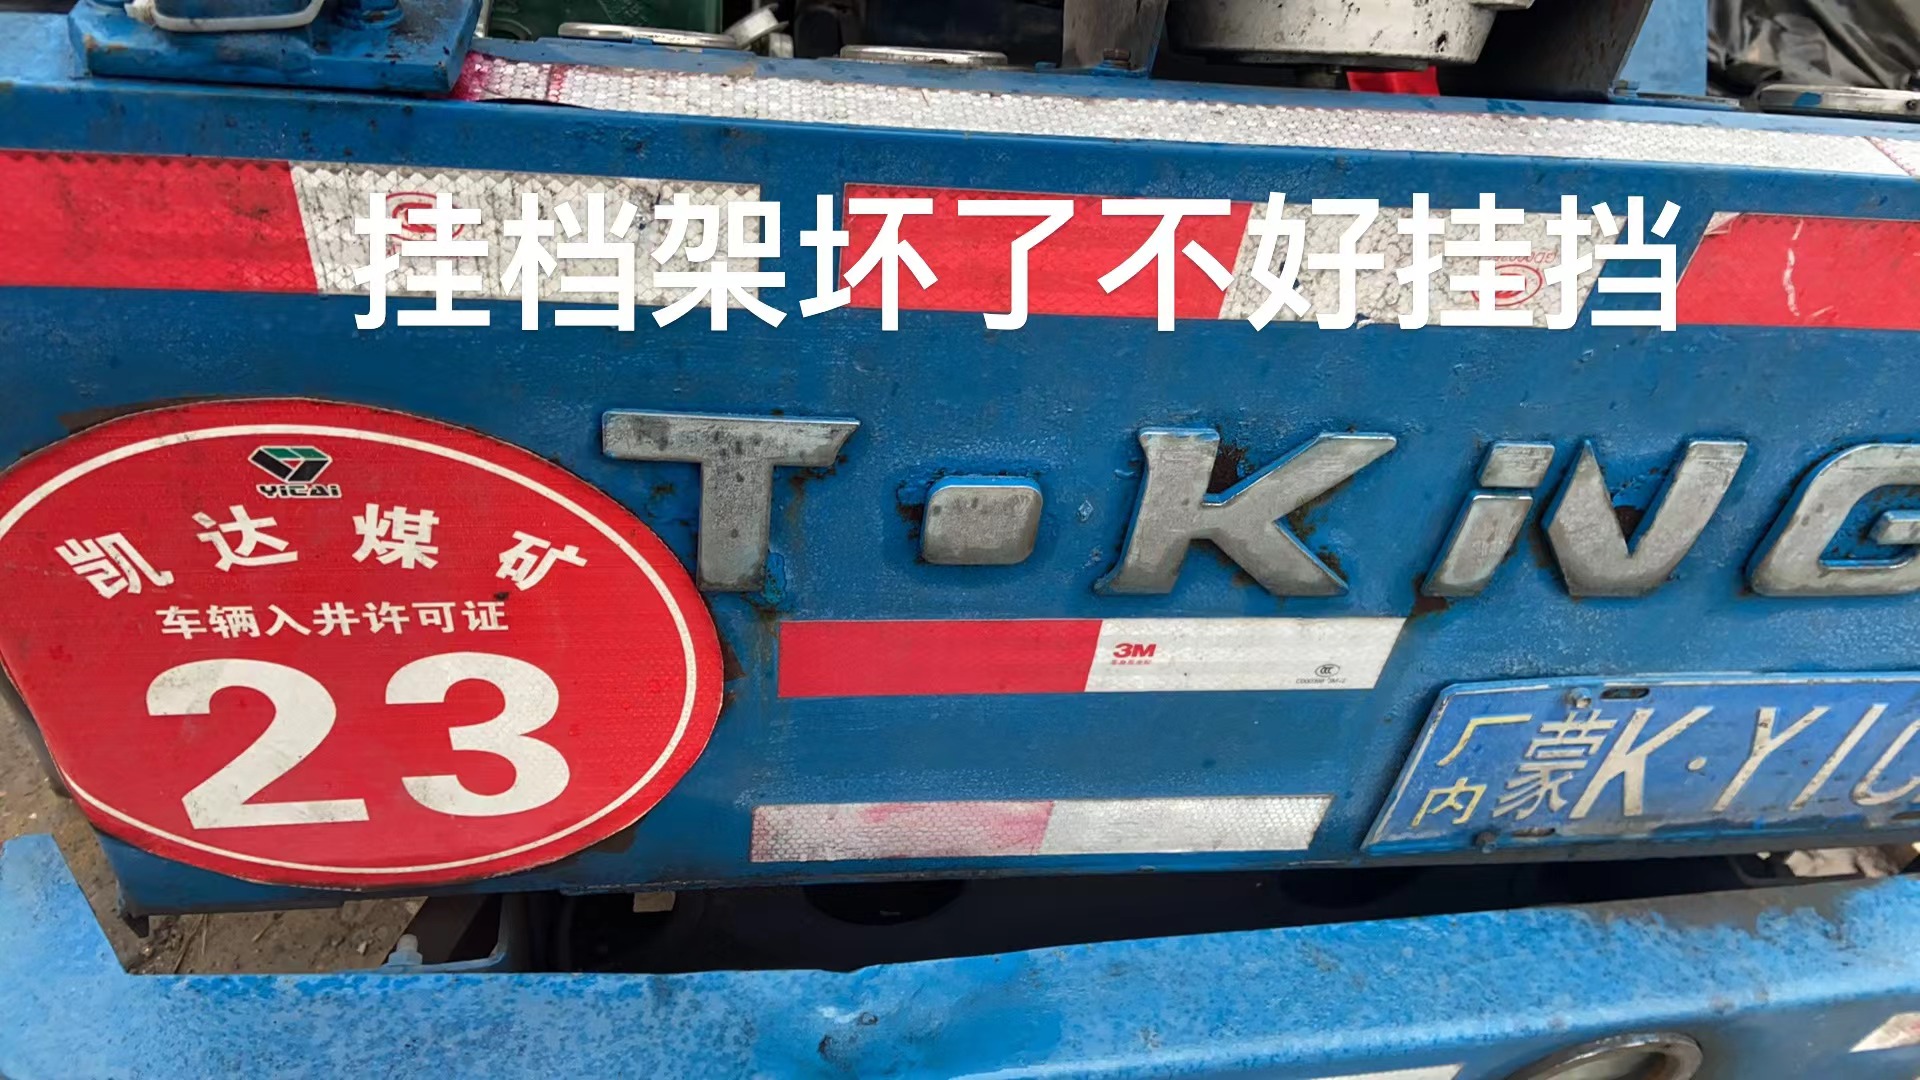 挂档架坏了不好挂挡
YiCAi
凯达煤矿
车辆入井许可证
23
T·KiNG
3M
厂内 蒙K·YIC